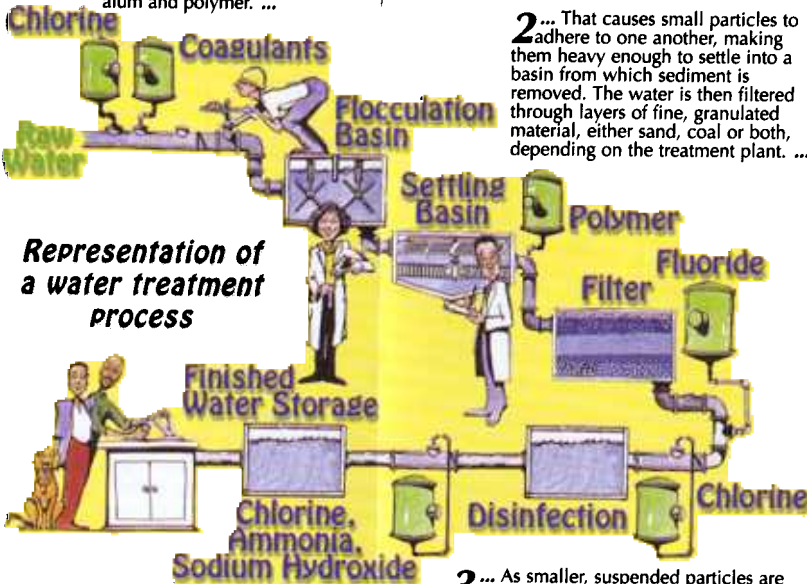 alum and polymer. ...
2... That causes small particles to
adhere to one another, making
them heavy enough to settle into a
basin from which sediment is
removed. The water is then filtered
through layers of fine, granulated
material, either sand, coal or both,
depending on the treatment plant. ...
Chlorine
Coagulants
Raw
Water
Flocculation
Basin
Settling
Basin
Polymer
Fluoride
Filter
Representation of
a water treatment
process
Finished
Water Storage
Chlorine,
Ammonia,
Sodium Hydroxide
Disinfection
Chlorine
... As smaller, suspended particles are